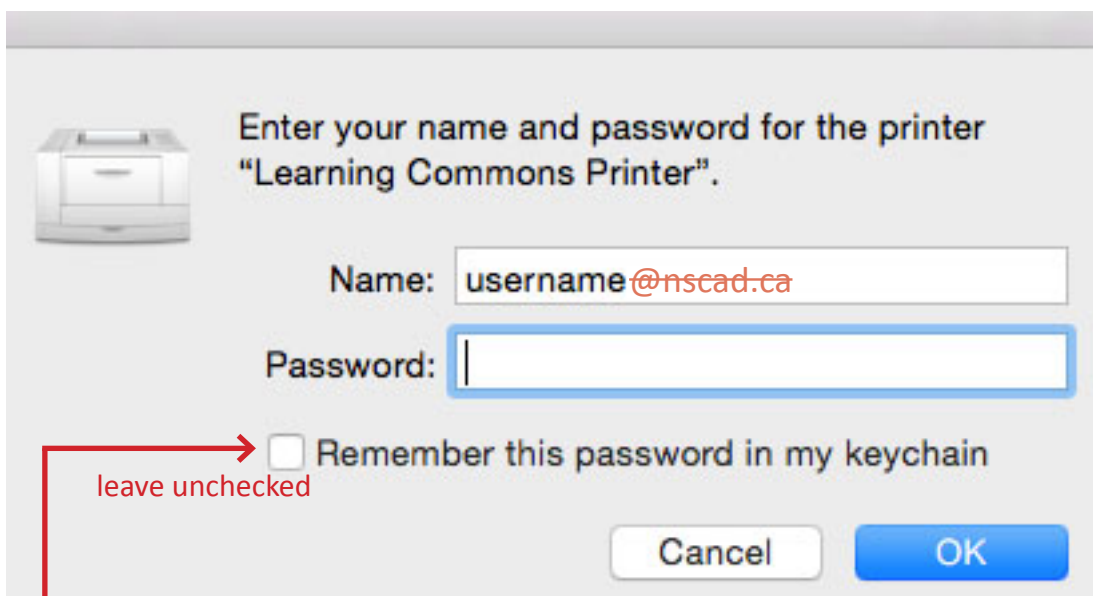 Enter your name and password for the printer
“Learning Commons Printer”.
Name: username@nscad.ca
Password:
Remember this password in my keychain
leave unchecked
Cancel OK